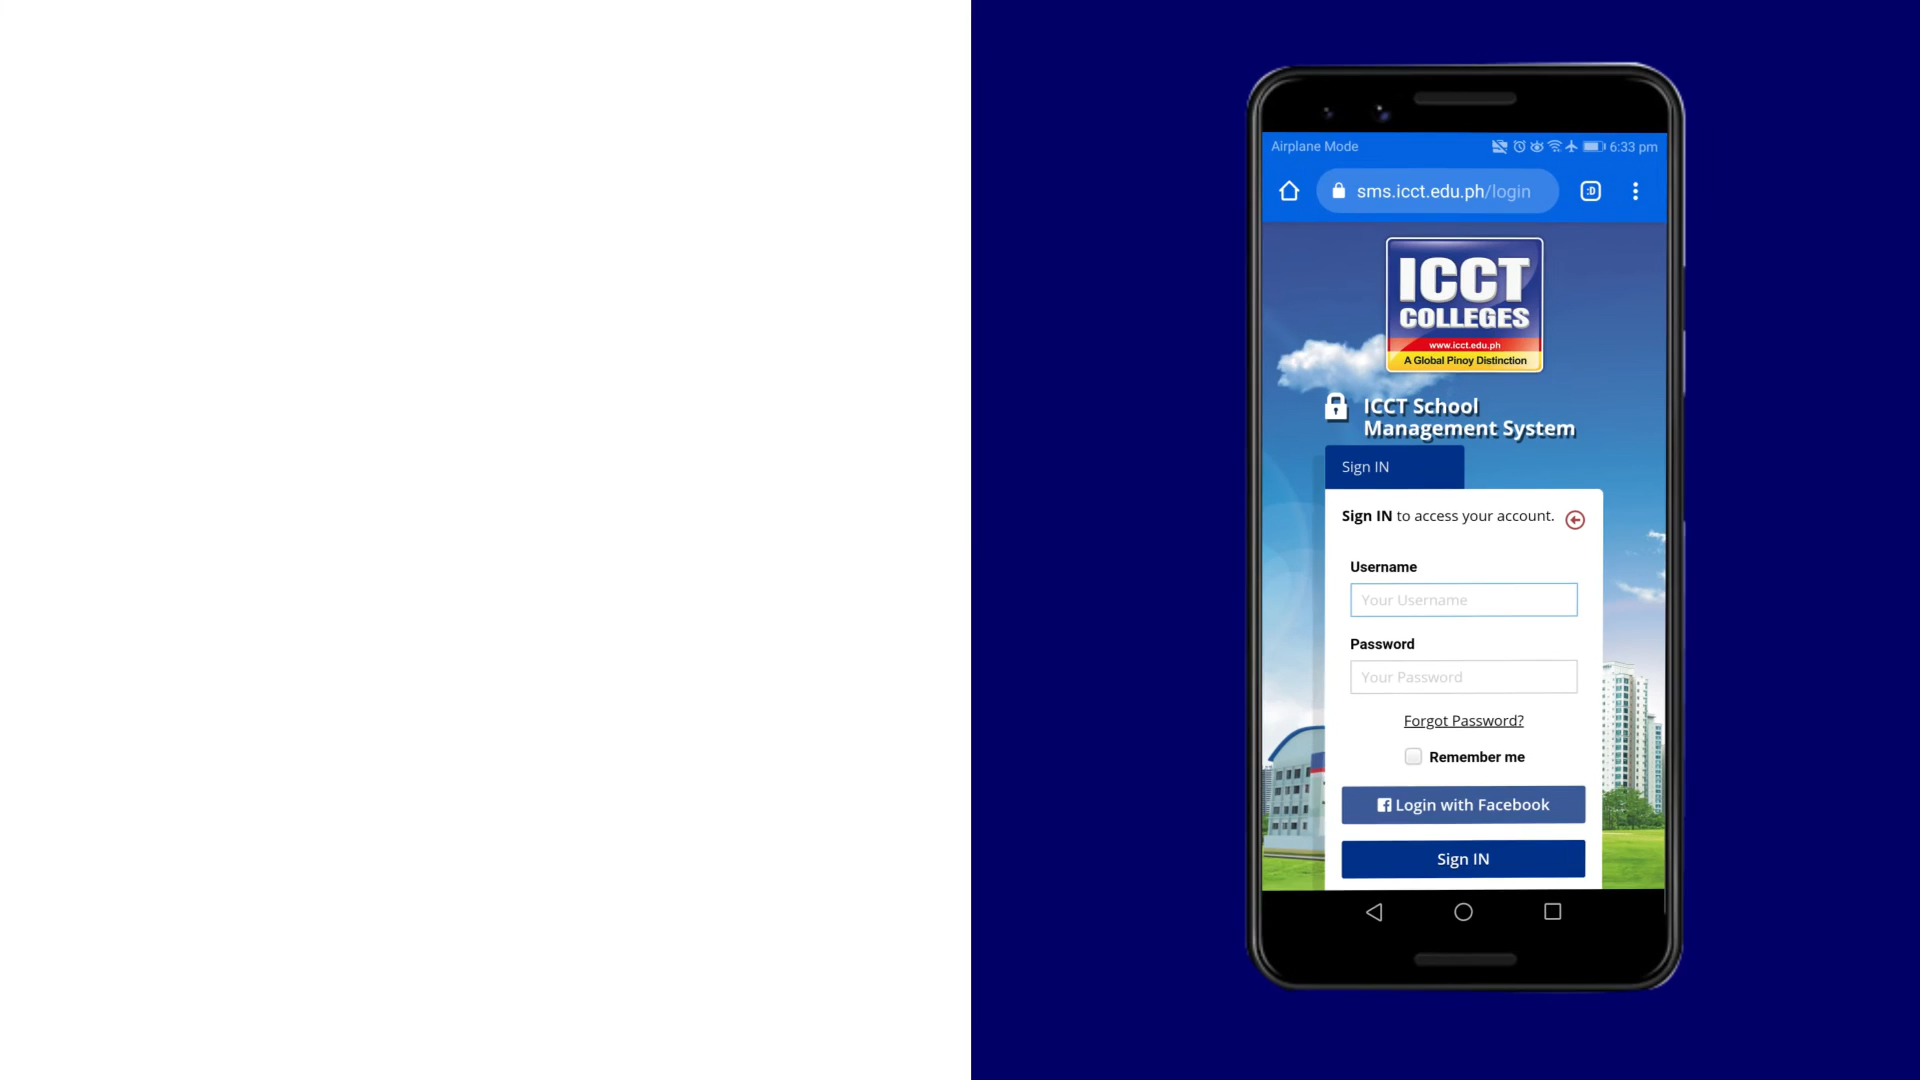 Airplane Mode 6:33 pm
sms.icct.edu.ph/login :D
ICCT
COLLEGES
www.icct.edu.ph
A Global Pinoy Distinction
ICCT School
Management System
Sign IN
Sign IN to access your account.
Username
Your Username
Password
Your Password
Forgot Password?
Remember me
Login with Facebook
Sign IN